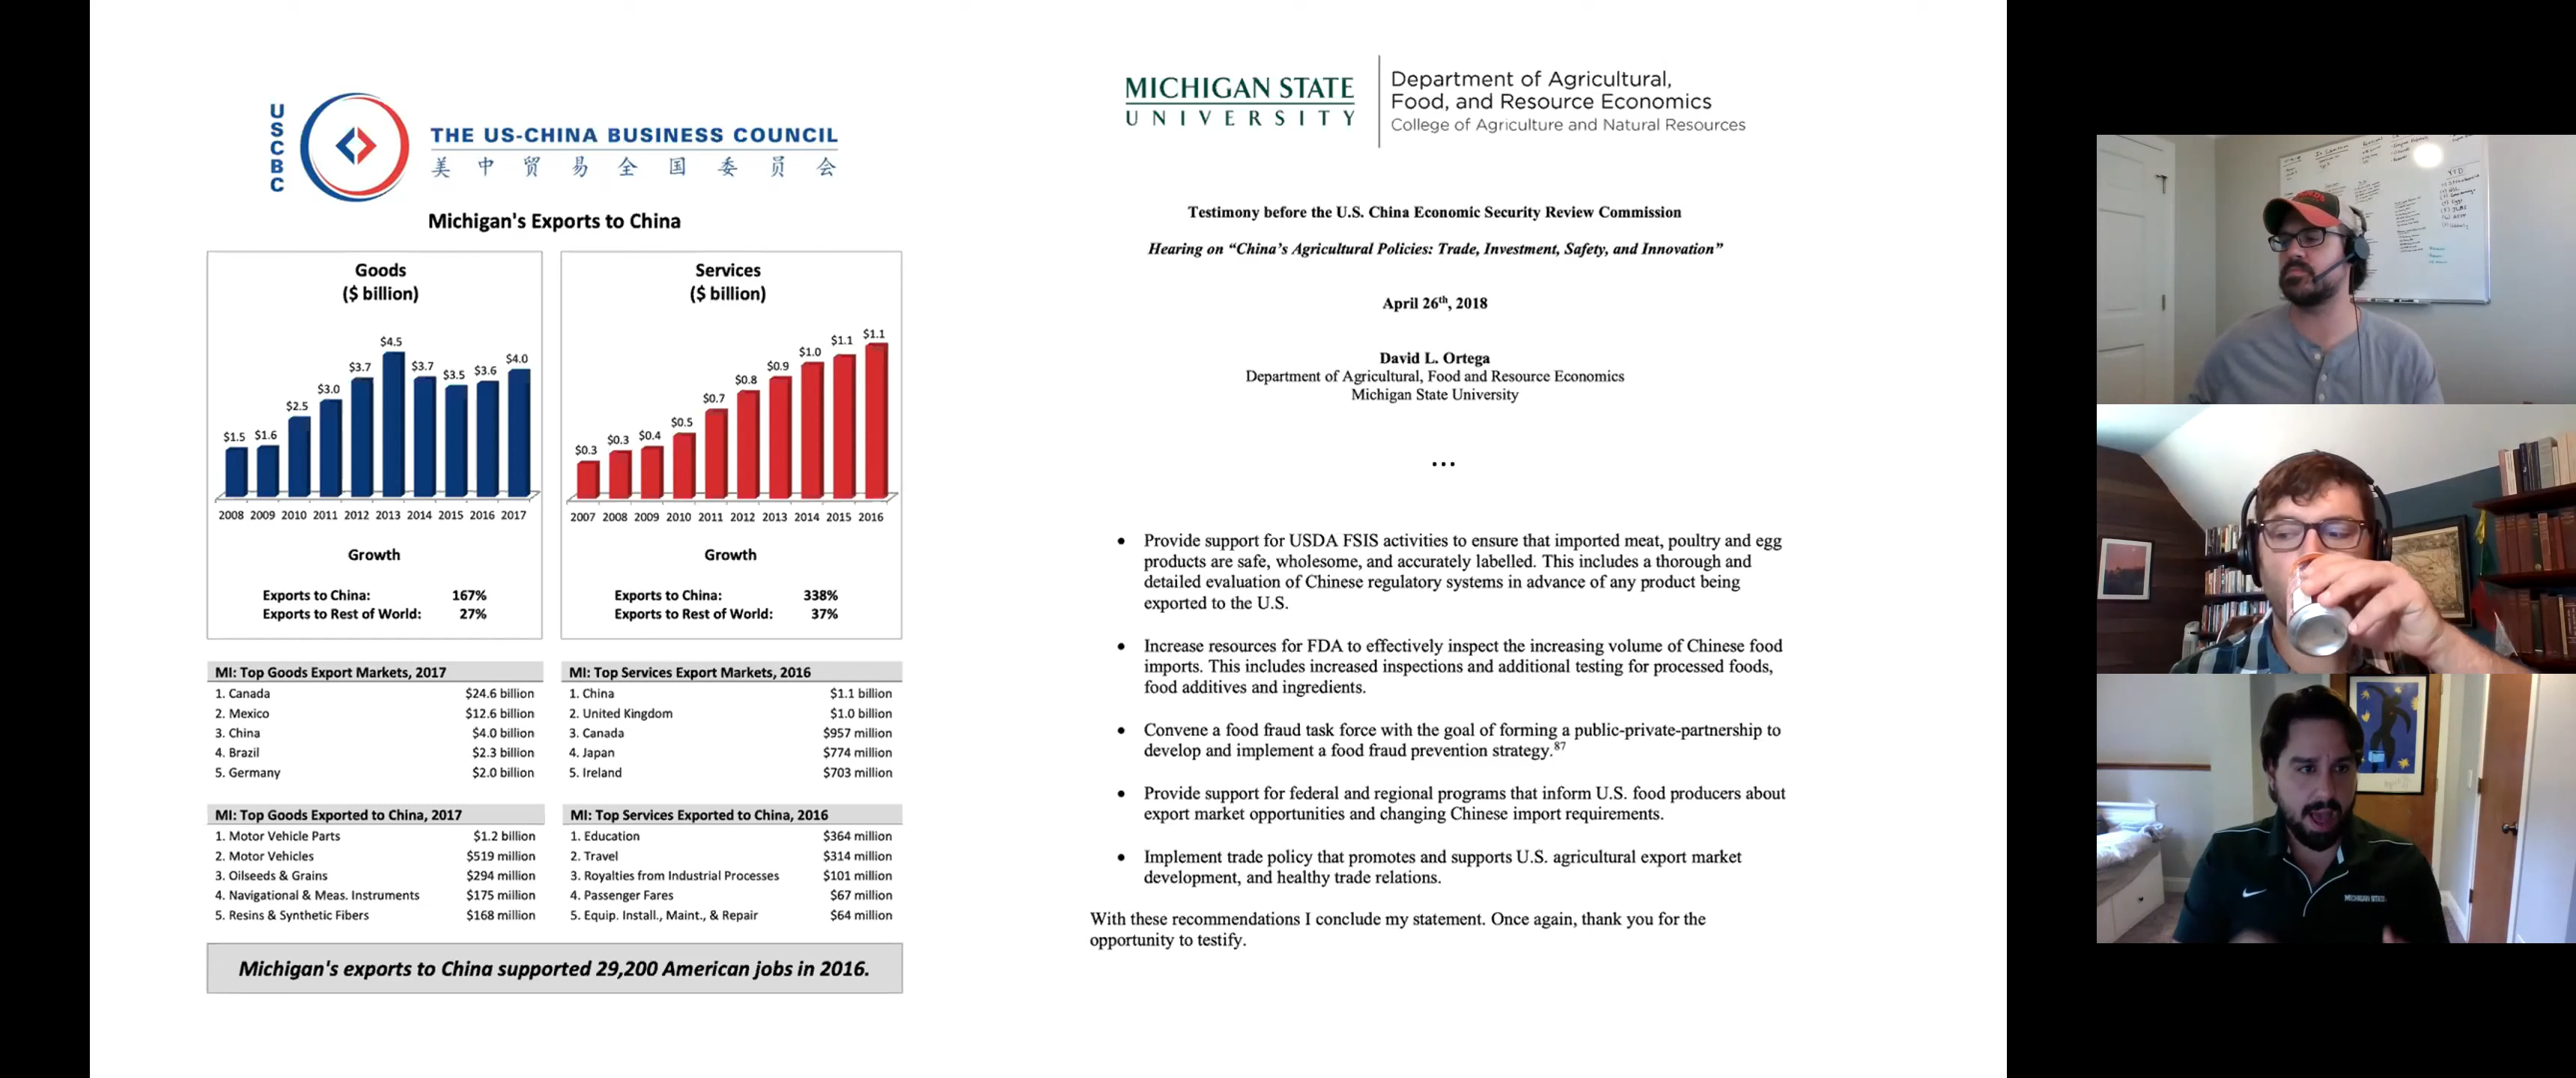 USCBC
THE US-CHINA BUSINESS COUNCIL
美中贸易全国委员会
Michigan's Exports to China
Goods
($ billion)
$1.5 $1.6 $2.5 $3.0 $3.7 $4.5 $3.7 $3.5 $3.6 $4.0
2008 2009 2010 2011 2012 2013 2014 2015 2016 2017
Growth
Exports to China: 167%
Exports to Rest of World: 27%
Services
($ billion)
$0.3 $0.3 $0.4 $0.5 $0.7 $0.8 $0.9 $1.0 $1.1 $1.1
2007 2008 2009 2010 2011 2012 2013 2014 2015 2016
Growth
Exports to China: 338%
Exports to Rest of World: 37%
MI: Top Goods Export Markets, 2017
1. Canada $24.6 billion
2. Mexico $12.6 billion
3. China $4.0 billion
4. Brazil $2.3 billion
5. Germany $2.0 billion
MI: Top Services Export Markets, 2016
1. China $1.1 billion
2. United Kingdom $1.0 billion
3. Canada $957 million
4. Japan $774 million
5. Ireland $703 million
MI: Top Goods Exported to China, 2017
1. Motor Vehicle Parts $1.2 billion
2. Motor Vehicles $519 million
3. Oilseeds & Grains $294 million
4. Navigational & Meas. Instruments $175 million
5. Resins & Synthetic Fibers $168 million
MI: Top Services Exported to China, 2016
1. Education $364 million
2. Travel $314 million
3. Royalties from Industrial Processes $101 million
4. Passenger Fares $67 million
5. Equip. Install., Maint., & Repair $64 million
Michigan's exports to China supported 29,200 American jobs in 2016.
MICHIGAN STATE
UNIVERSITY
Department of Agricultural,
Food, and Resource Economics
College of Agriculture and Natural Resources
Testimony before the U.S. China Economic Security Review Commission
Hearing on “China’s Agricultural Policies: Trade, Investment, Safety, and Innovation”
April 26th, 2018
David L. Ortega
Department of Agricultural, Food and Resource Economics
Michigan State University
...
• Provide support for USDA FSIS activities to ensure that imported meat, poultry and egg
products are safe, wholesome, and accurately labelled. This includes a thorough and
detailed evaluation of Chinese regulatory systems in advance of any product being
exported to the U.S.
• Increase resources for FDA to effectively inspect the increasing volume of Chinese food
imports. This includes increased inspections and additional testing for processed foods,
food additives and ingredients.
• Convene a food fraud task force with the goal of forming a public-private-partnership to
develop and implement a food fraud prevention strategy.87
• Provide support for federal and regional programs that inform U.S. food producers about
export market opportunities and changing Chinese import requirements.
• Implement trade policy that promotes and supports U.S. agricultural export market
development, and healthy trade relations.
With these recommendations I conclude my statement. Once again, thank you for the
opportunity to testify.
YTD
MICHIGAN STATE